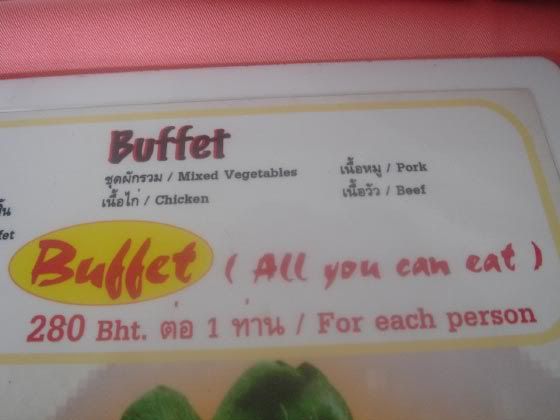 Buffet
ชุดผักรวม / Mixed Vegetables
เนื้อหมู / Pork
เนื้อไก่ / Chicken
เนื้อวัว / Beef
Buffet ( All you can eat )
280 Bht. ต่อ 1 ท่าน / For each person